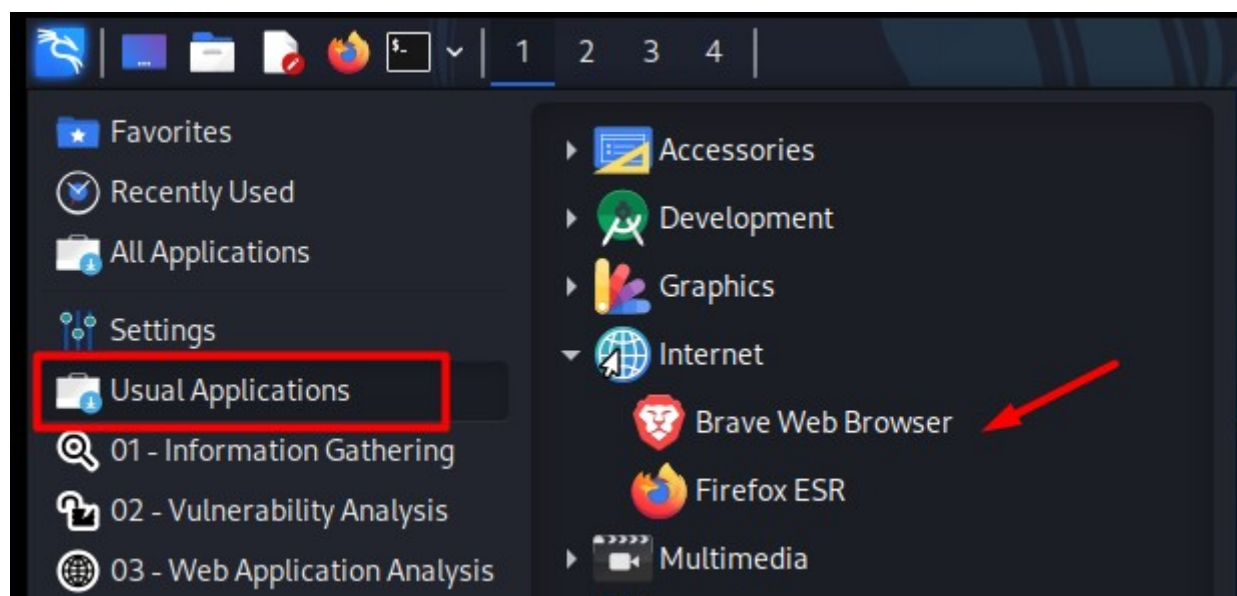 1 2 3 4
Favorites
Recently Used
All Applications
Settings
Usual Applications
01 - Information Gathering
02 - Vulnerability Analysis
03 - Web Application Analysis
Accessories
Development
Graphics
Internet
Brave Web Browser
Firefox ESR
Multimedia